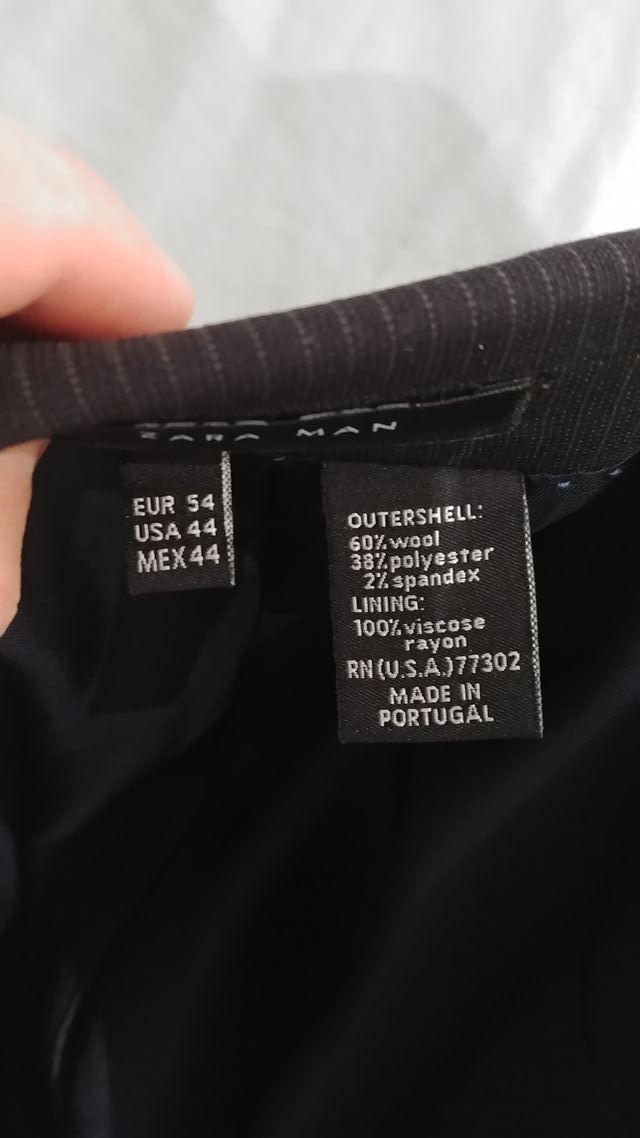 ZARA MAN
EUR 54
USA 44
MEX 44
OUTERSHELL:
60% wool
38% polyester
2% spandex
LINING:
100% viscose
rayon
RN(U.S.A.)77302
MADE IN
PORTUGAL